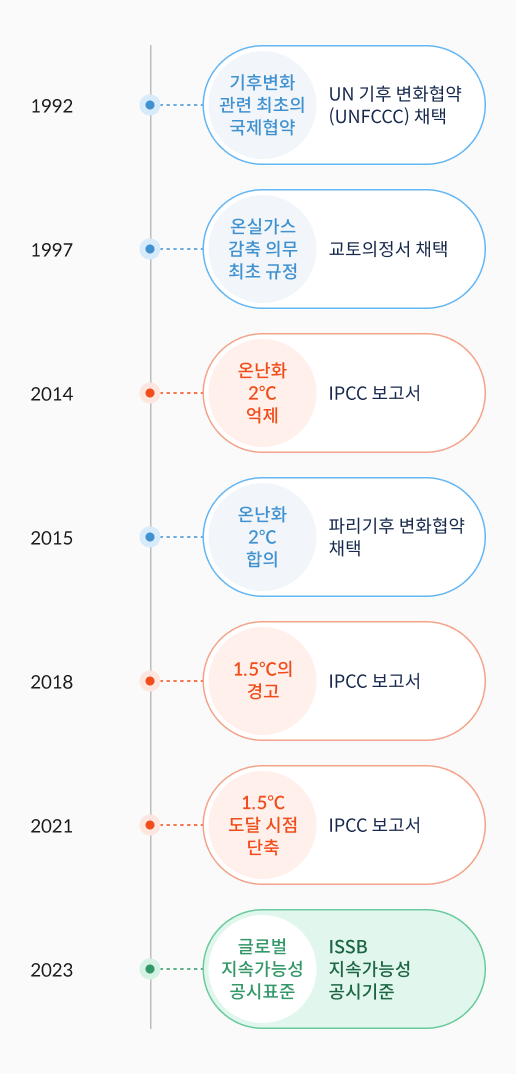 1992
기후변화
관련 최초의
국제협약
UN 기후 변화협약
(UNFCCC) 채택
1997
온실가스
감축 의무
최초 규정
교토의정서 채택
2014
온난화
2℃
억제
IPCC 보고서
2015
온난화
2℃
합의
파리기후 변화협약
채택
2018
1.5℃의
경고
IPCC 보고서
2021
1.5℃
도달 시점
단축
IPCC 보고서
2023
글로벌
지속가능성
공시표준
ISSB
지속가능성
공시기준